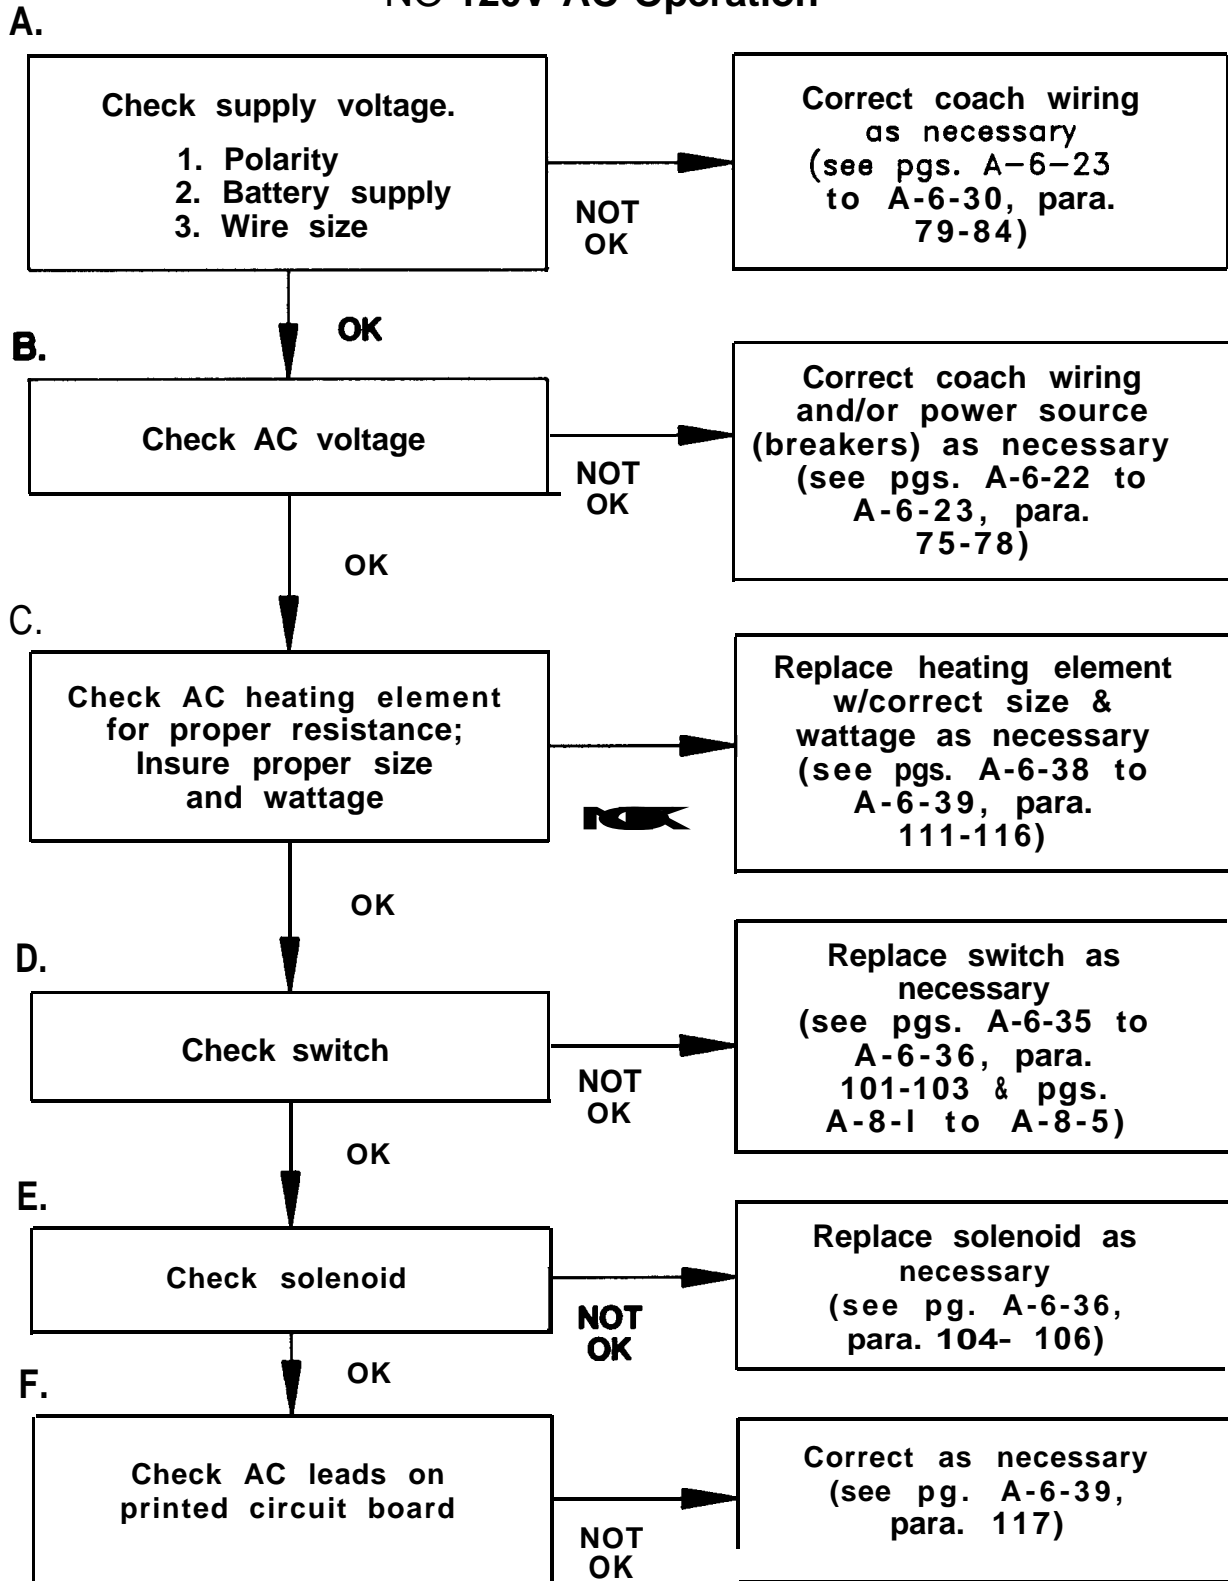 NO 120V AC Operation
A.
Check supply voltage.
1. Polarity
2. Battery supply
3. Wire size
NOT
OK
Correct coach wiring
as necessary
(see pgs. A-6-23
to A-6-30, para.
79-84)
OK
B.
Check AC voltage
NOT
OK
Correct coach wiring
and/or power source
(breakers) as necessary
(see pgs. A-6-22 to
A-6-23, para.
75-78)
OK
C.
Check AC heating element
for proper resistance;
Insure proper size
and wattage
Replace heating element
w/correct size &
wattage as necessary
(see pgs. A-6-38 to
A-6-39, para.
111-116)
OK
D.
Check switch
NOT
OK
Replace switch as
necessary
(see pgs. A-6-35 to
A-6-36, para.
101-103 & pgs.
A-8-I to A-8-5)
OK
E.
Check solenoid
NOT
OK
Replace solenoid as
necessary
(see pg. A-6-36,
para. 104- 106)
OK
F.
Check AC leads on
printed circuit board
NOT
OK
Correct as necessary
(see pg. A-6-39,
para. 117)